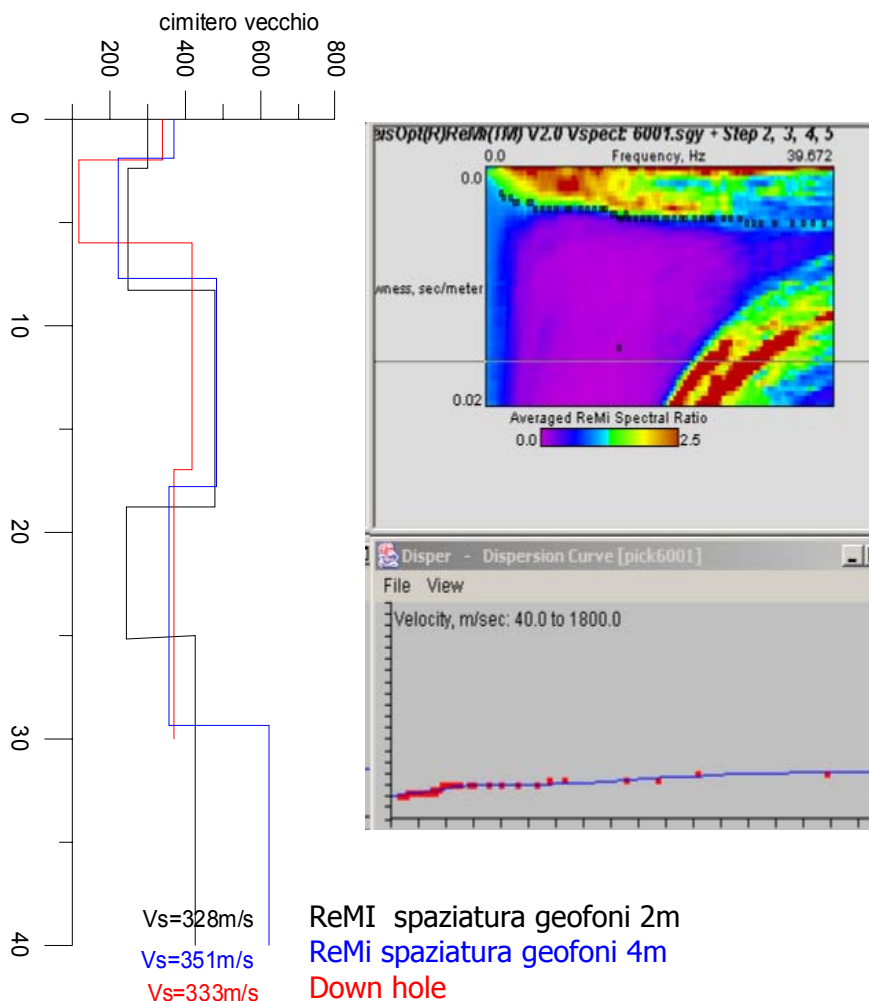 cimitero vecchio
200
400
600
800
0
10
20
30
40
Vs=328m/s
Vs=351m/s
Vs=333m/s
ReMI spaziatura geofoni 2m
ReMi spaziatura geofoni 4m
Down hole
isOpt(R)ReMi(TM) V2.0 Vspect: 6001.sgy + Step 2, 3, 4, 5
0.0 Frequency, Hz 39.672
0.0
wness, sec/meter
0.02
Averaged ReMi Spectral Ratio
0.0 2.5
Disper - Dispersion Curve [pick6001]
File View
Velocity, m/sec: 40.0 to 1800.0